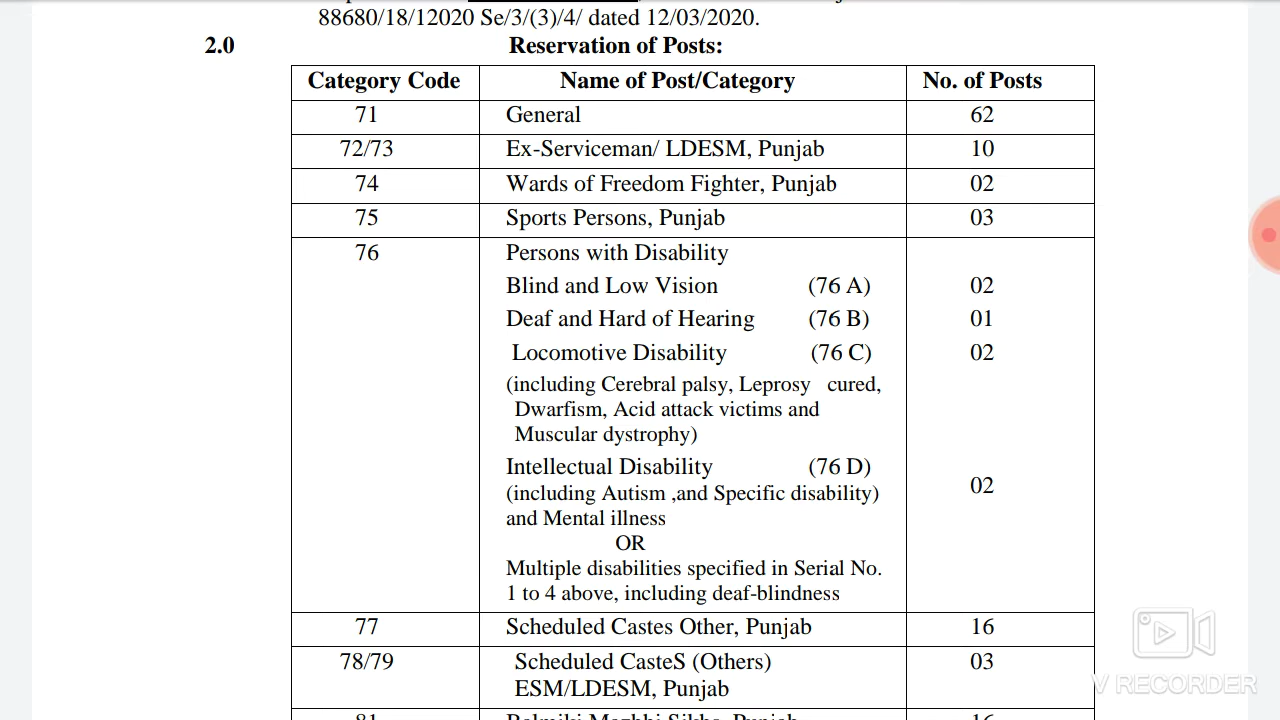 88680/18/12020 Se/3/(3)/4/ dated 12/03/2020.
2.0 Reservation of Posts:
Category Code Name of Post/Category No. of Posts
71 General 62
72/73 Ex-Serviceman/ LDESM, Punjab 10
74 Wards of Freedom Fighter, Punjab 02
75 Sports Persons, Punjab 03
76 Persons with Disability
Blind and Low Vision (76 A) 02
Deaf and Hard of Hearing (76 B) 01
Locomotive Disability (76 C) 02
(including Cerebral palsy, Leprosy cured,
Dwarfism, Acid attack victims and
Muscular dystrophy)
Intellectual Disability (76 D)
02
(including Autism ,and Specific disability)
and Mental illness
OR
Multiple disabilities specified in Serial No.
1 to 4 above, including deaf-blindness
77 Scheduled Castes Other, Punjab 16
78/79 Scheduled CasteS (Others) 03
ESM/LDESM, Punjab
81 Balmiki Mazhbi Sikhs, Punjab 16
V RECORDER